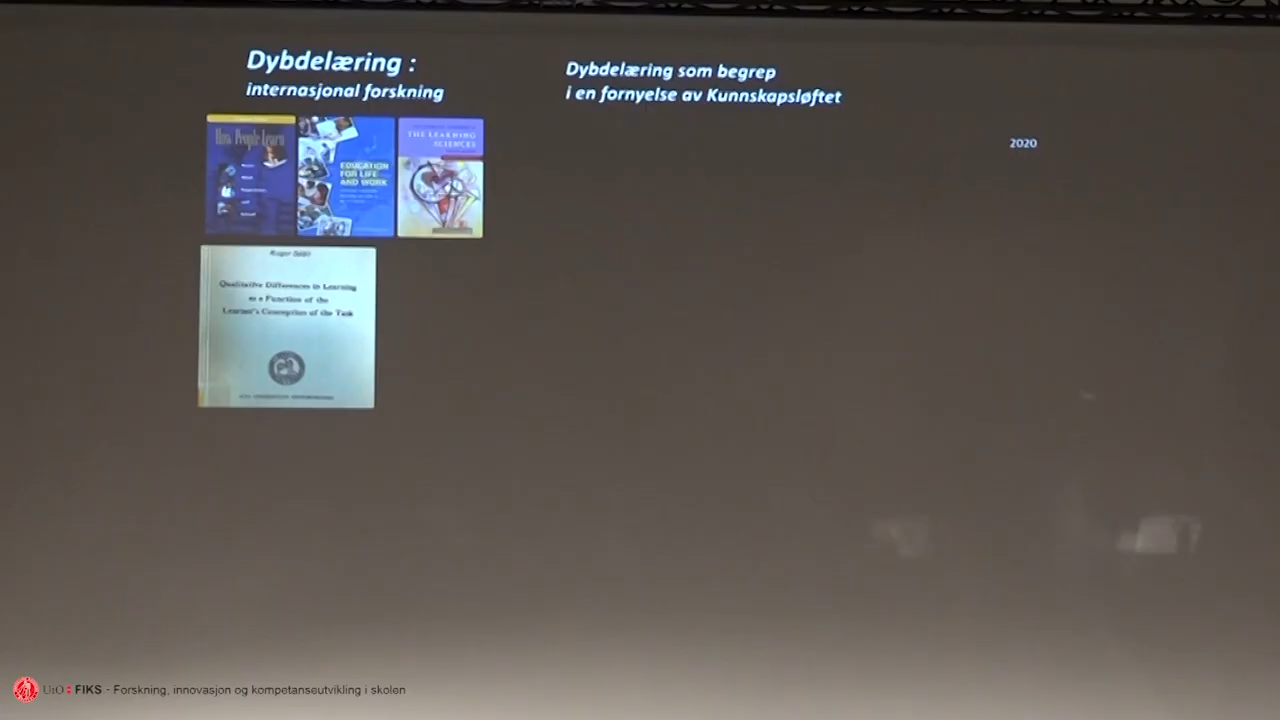 Dybdelæring :
internasjonal forskning
Dybdelæring som begrep
i en fornyelse av Kunnskapsløftet
2020
How People Learn
EDUCATION
FOR LIFE
AND WORK
THE LEARNING
SCIENCES
Roger Säljö
Qualitative Differences in Learning
as a Function of the
Learner's Conception of the Task
UiO: FIKS - Forskning, innovasjon og kompetanseutvikling i skolen